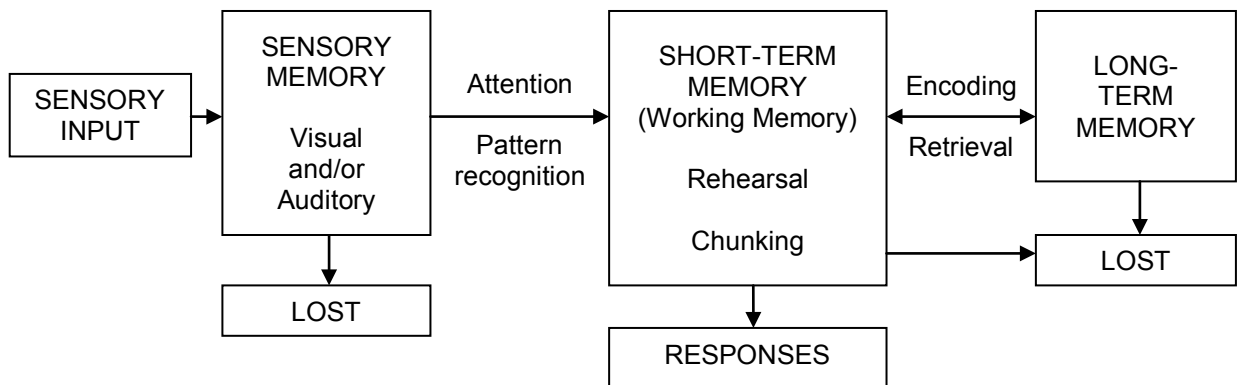 SENSORY
INPUT
SENSORY
MEMORY
Visual
and/or
Auditory
LOST
Attention
Pattern
recognition
SHORT-TERM
MEMORY
(Working Memory)
Rehearsal
Chunking
RESPONSES
Encoding
Retrieval
LONG-
TERM
MEMORY
LOST